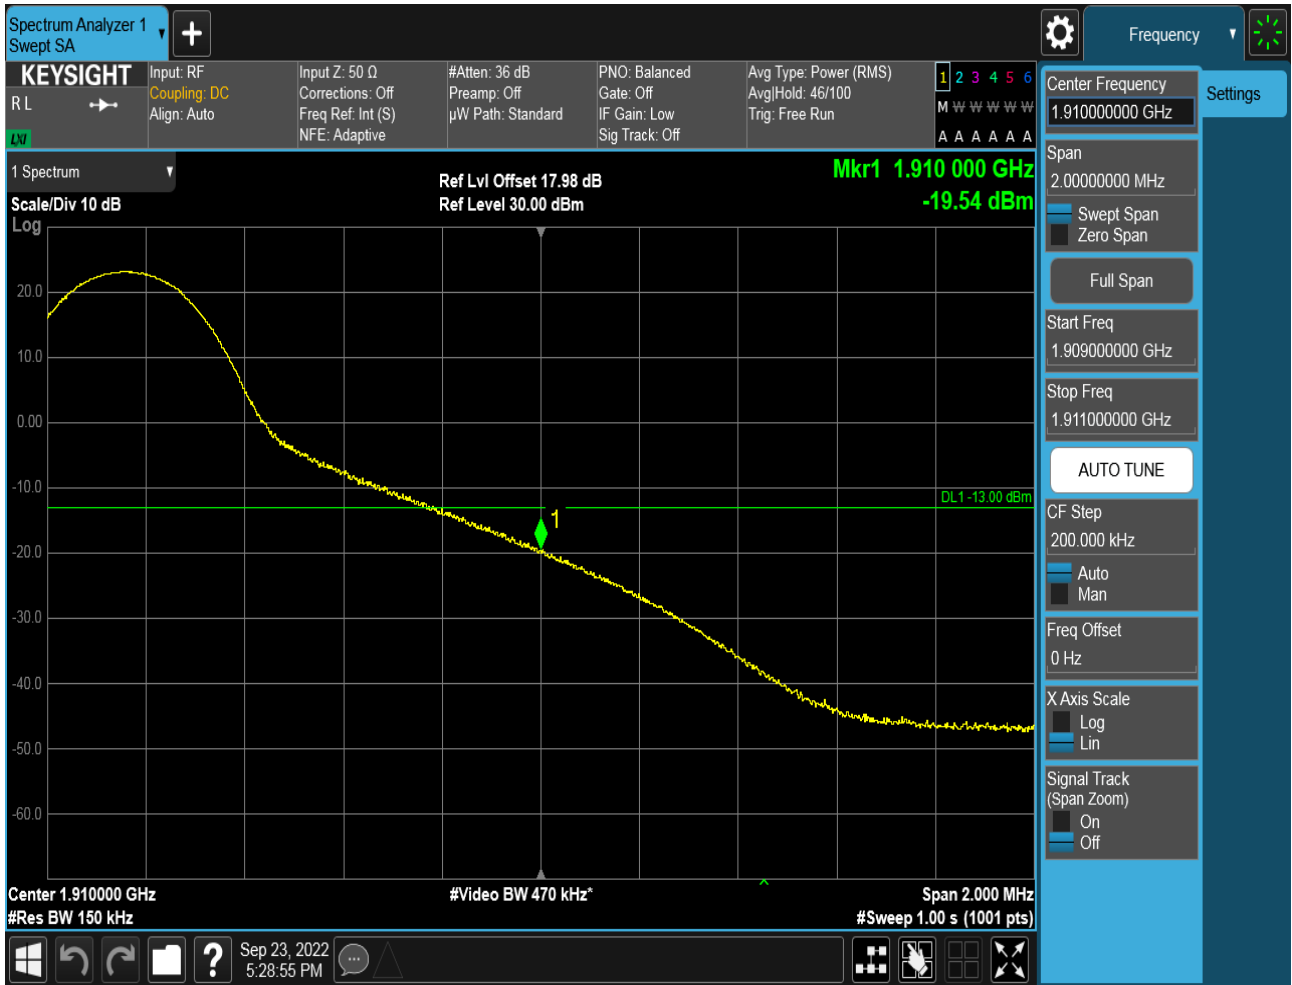 Spectrum Analyzer 1
Swept SA
Frequency
KEYSIGHT
R L
LXI
Input: RF
Coupling: DC
Align: Auto
Input Z: 50 Ω
Corrections: Off
Freq Ref: Int (S)
NFE: Adaptive
#Atten: 36 dB
Preamp: Off
µW Path: Standard
PNO: Balanced
Gate: Off
IF Gain: Low
Sig Track: Off
Avg Type: Power (RMS)
Avg|Hold: 46/100
Trig: Free Run
1 2 3 4 5 6
M W W W W W
A A A A A A
1 Spectrum
Scale/Div 10 dB
Log
Ref Lvl Offset 17.98 dB
Ref Level 30.00 dBm
Mkr1 1.910 000 GHz
-19.54 dBm
20.0
10.0
0.00
-10.0
-20.0
-30.0
-40.0
-50.0
-60.0
DL1 -13.00 dBm
1
Center 1.910000 GHz
#Res BW 150 kHz
#Video BW 470 kHz*
Span 2.000 MHz
#Sweep 1.00 s (1001 pts)
Center Frequency
1.910000000 GHz
Settings
Span
2.00000000 MHz
Swept Span
Zero Span
Full Span
Start Freq
1.909000000 GHz
Stop Freq
1.911000000 GHz
AUTO TUNE
CF Step
200.000 kHz
Auto
Man
Freq Offset
0 Hz
X Axis Scale
Log
Lin
Signal Track
(Span Zoom)
On
Off
?
Sep 23, 2022
5:28:55 PM